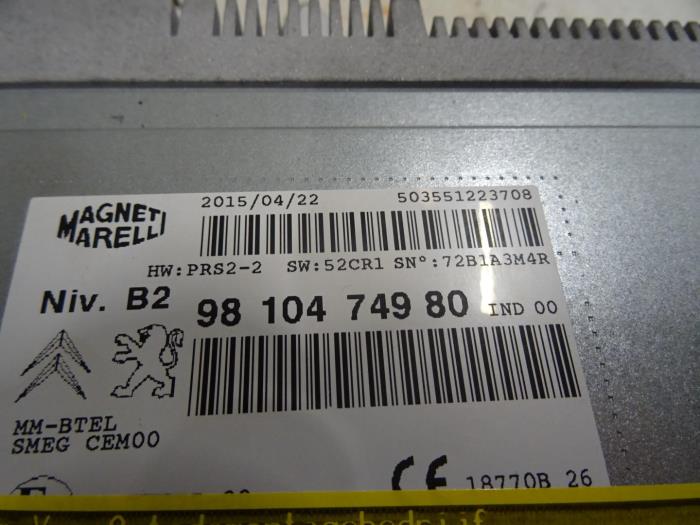 2015/04/22 503551223708
MAGNETI
MARELLI
HW:PRS2-2 SW:52CR1 SN°:72B1A3M4R
Niv. B2 98 104 749 80 IND 00
MM-BTEL
SMEG CEM00
CE 18770B 26